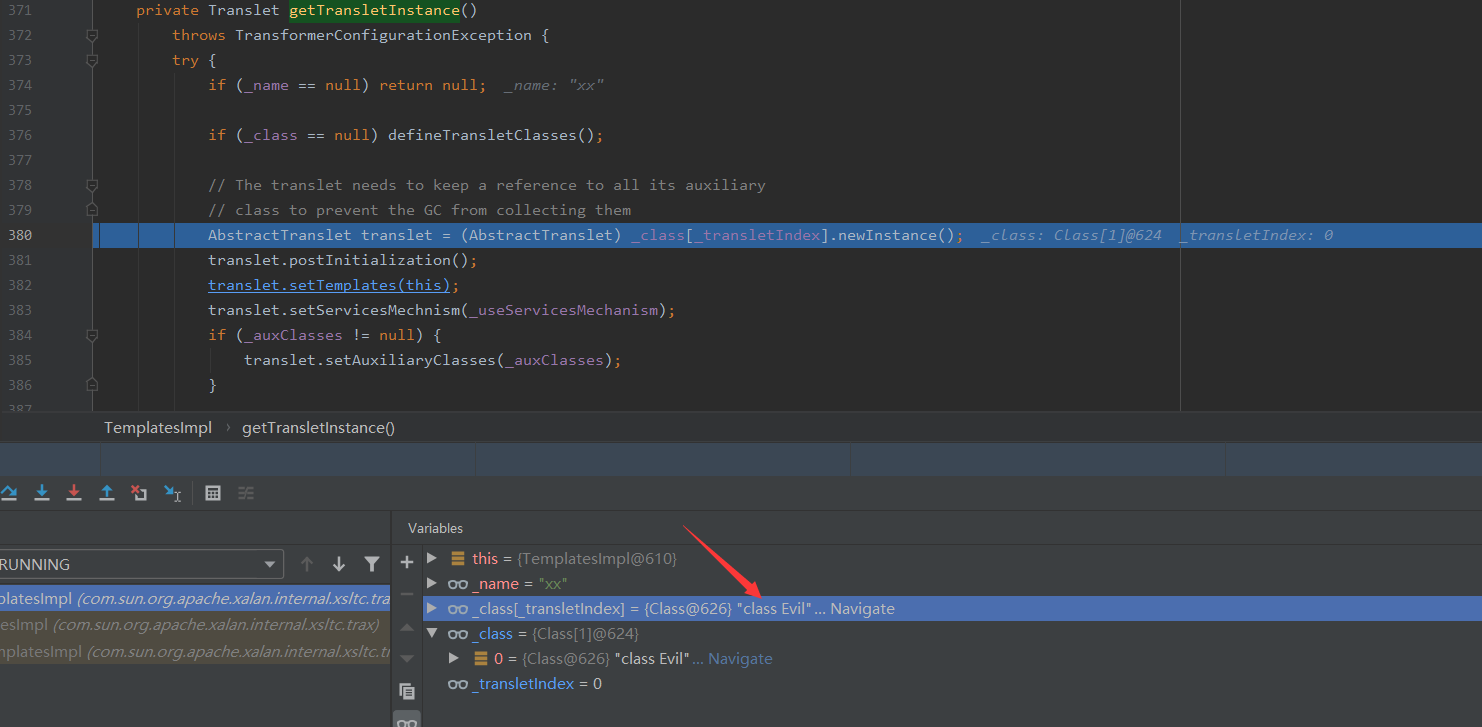 371 private Translet getTransletInstance()
372 throws TransformerConfigurationException {
373 try {
374 if (_name == null) return null; _name: "xx"
375
376 if (_class == null) defineTransletClasses();
377
378 // The translet needs to keep a reference to all its auxiliary
379 // class to prevent the GC from collecting them
380 AbstractTranslet translet = (AbstractTranslet) _class[_transletIndex].newInstance(); _class: Class[1]@624 _transletIndex: 0
381 translet.postInitialization();
382 translet.setTemplates(this);
383 translet.setServicesMechnism(_useServicesMechanism);
384 if (_auxClasses != null) {
385 translet.setAuxiliaryClasses(_auxClasses);
386 }
387
TemplatesImpl › getTransletInstance()
Variables
RUNNING
this = {TemplatesImpl@610}
_name = "xx"
platesImpl (com.sun.org.apache.xalan.internal.xsltc.tra
_class[_transletIndex] = {Class@626} "class Evil"... Navigate
esImpl (com.sun.org.apache.xalan.internal.xsltc.trax)
_class = {Class[1]@624}
nplatesImpl (com.sun.org.apache.xalan.internal.xsltc.tr
0 = {Class@626} "class Evil"... Navigate
_transletIndex = 0